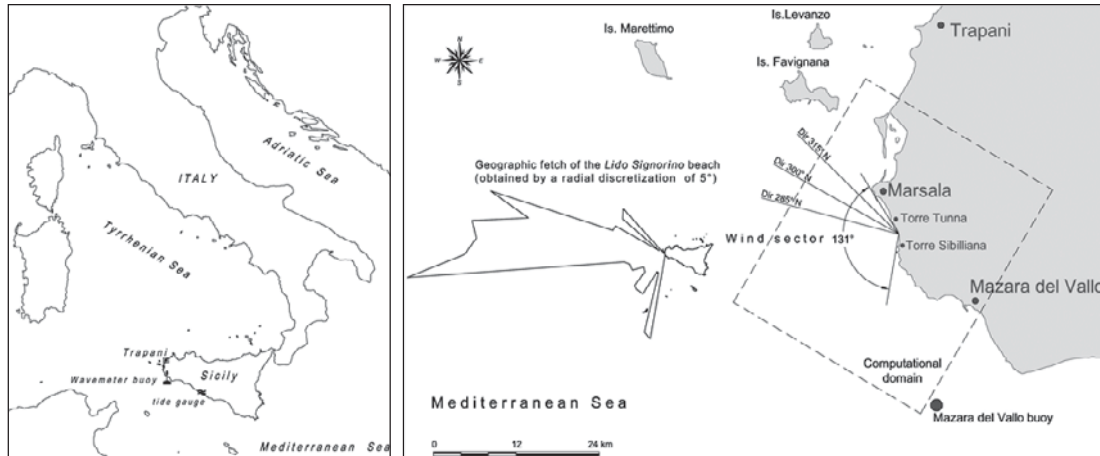 Adriatic Sea
ITALY
Tyrrhenian Sea
Trapani
Sicily
Wavemeter buoy
tide gauge
Mediterranean Sea
Is.Levanzo
Trapani
Is. Marettimo
N
W
E
S
Is. Favignana
Dir 315°N
Dir 300° N
Dir 285°N
Geographic fetch of the Lido Signorino beach
(obtained by a radial discretization of 5°)
Marsala
Torre Tunna
Wind sector 131°
Torre Sibilliana
Mazara del Vallo
Computational
domain
Mediterranean Sea
Mazara del Vallo buoy
0 12 24 km